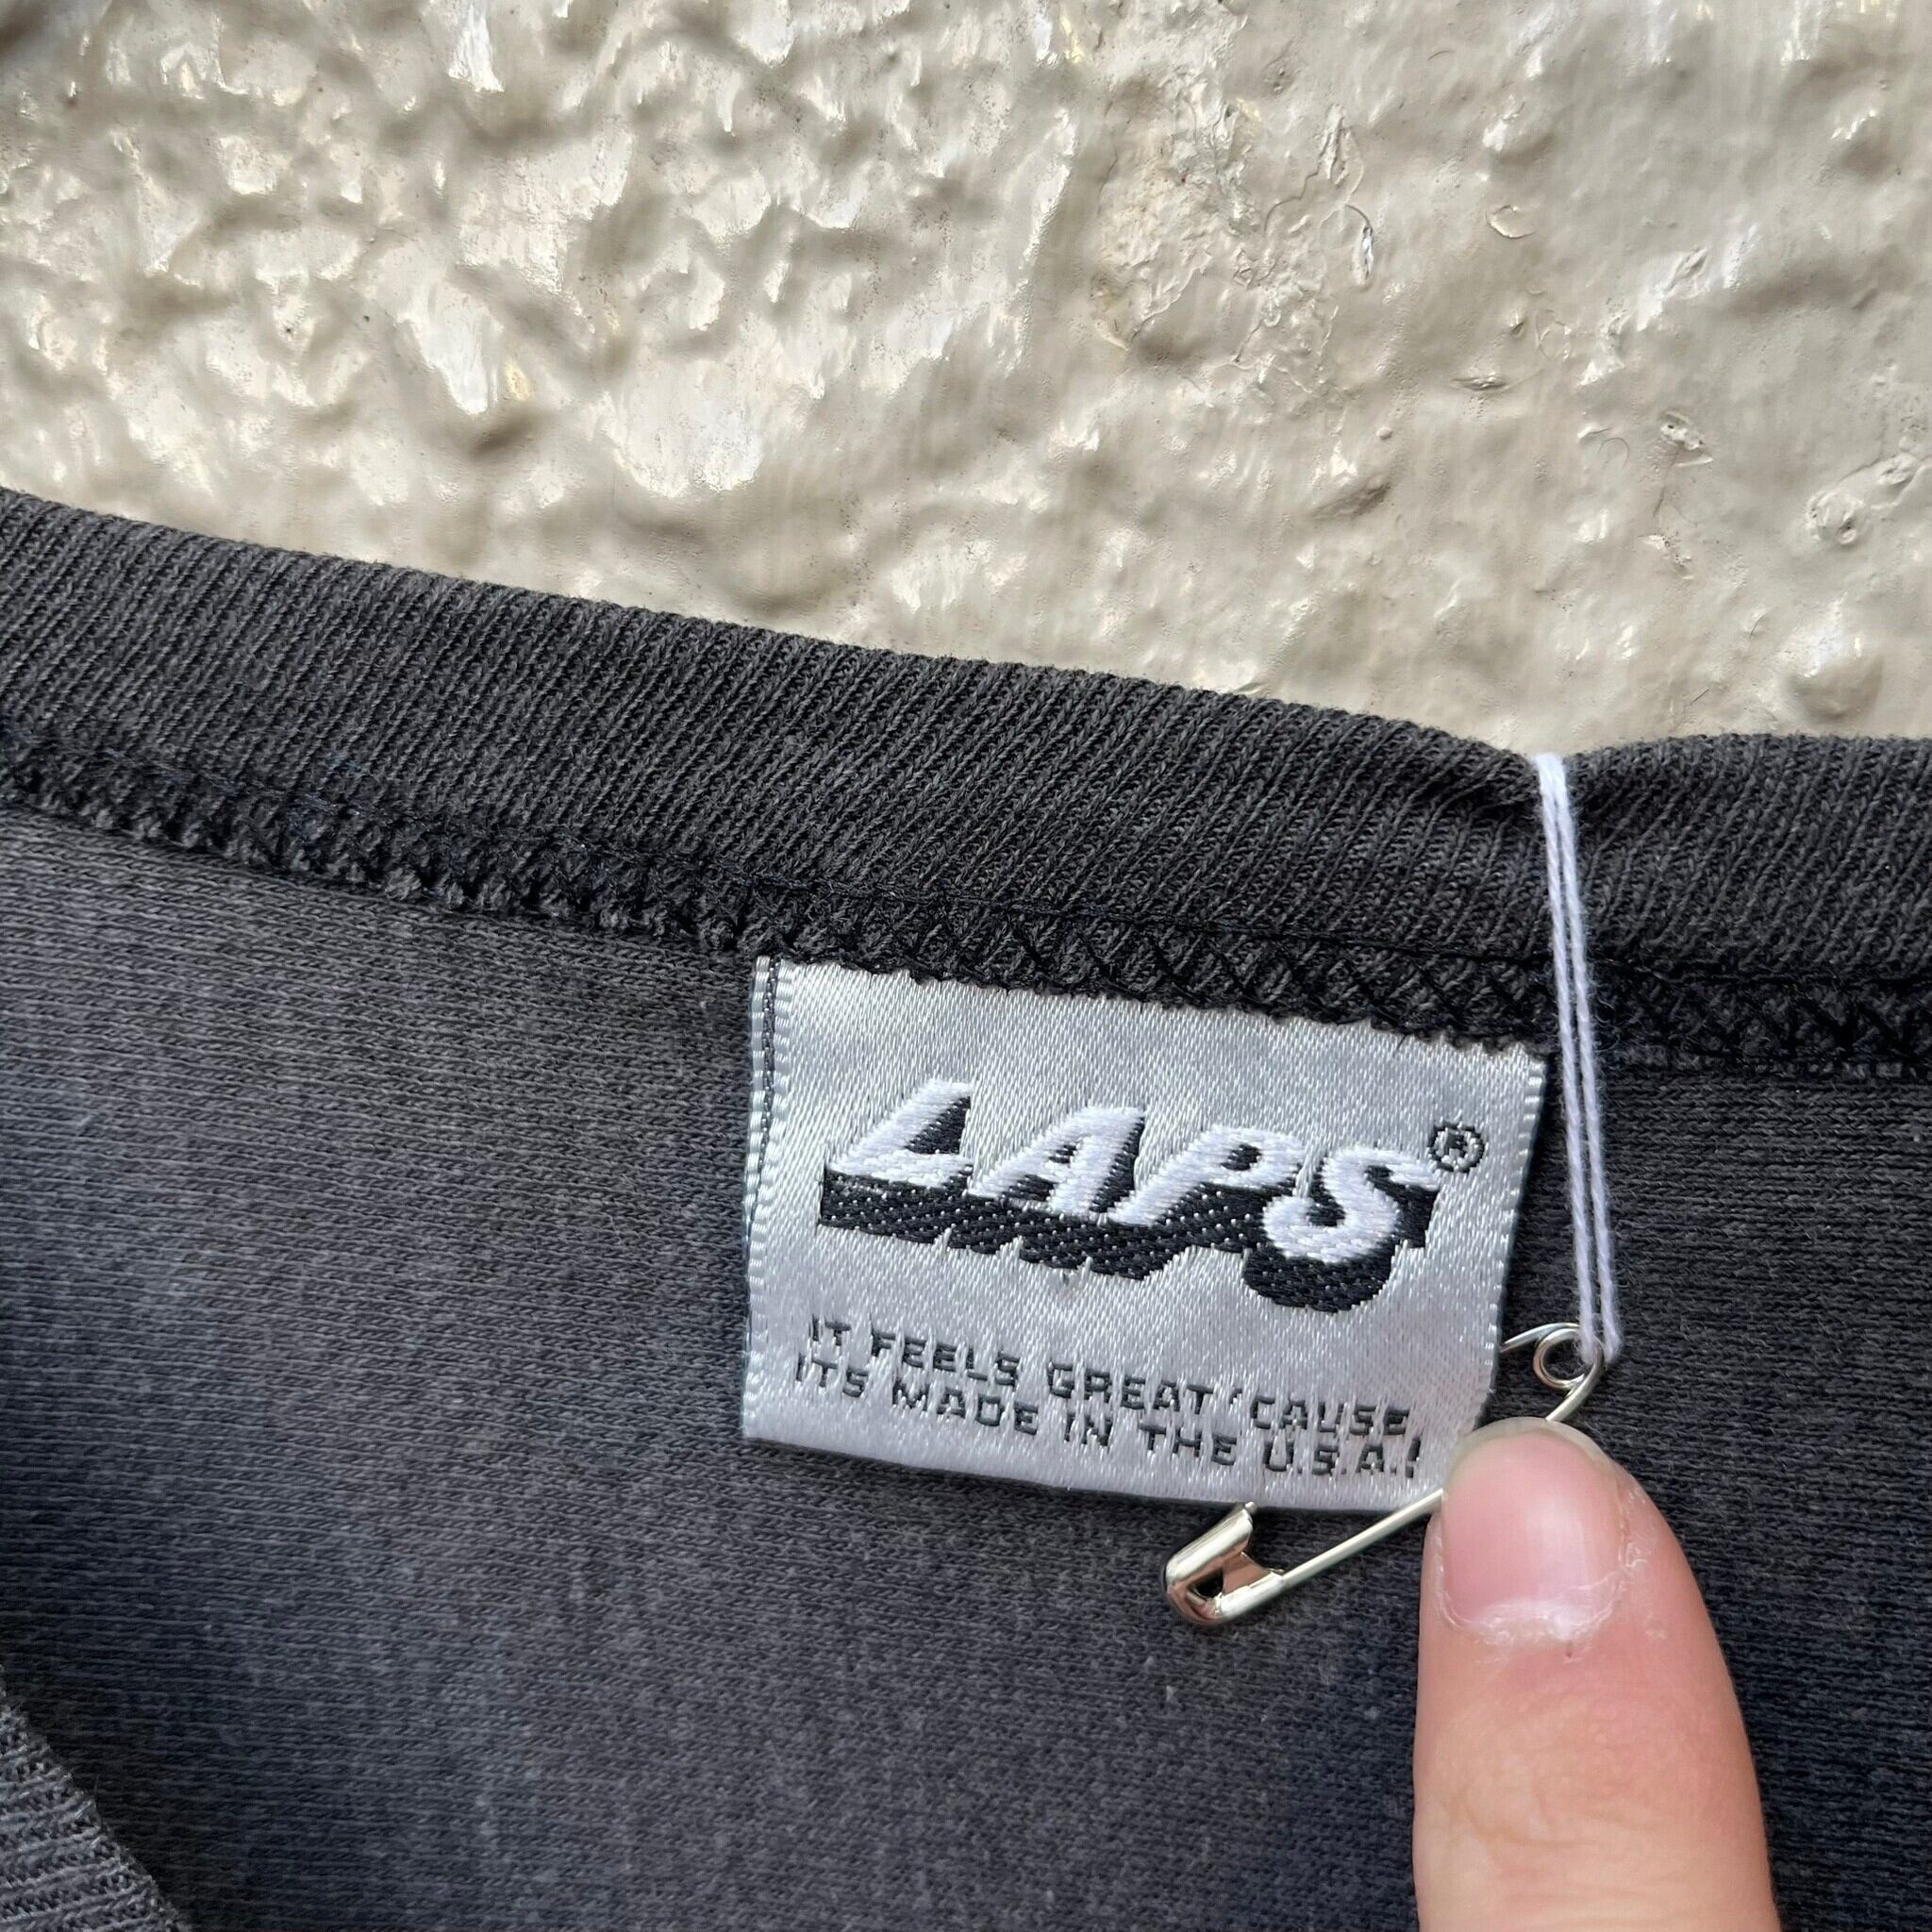 LAPS®
IT FEELS GREAT 'CAUSE
ITS MADE IN THE U.S.A.!